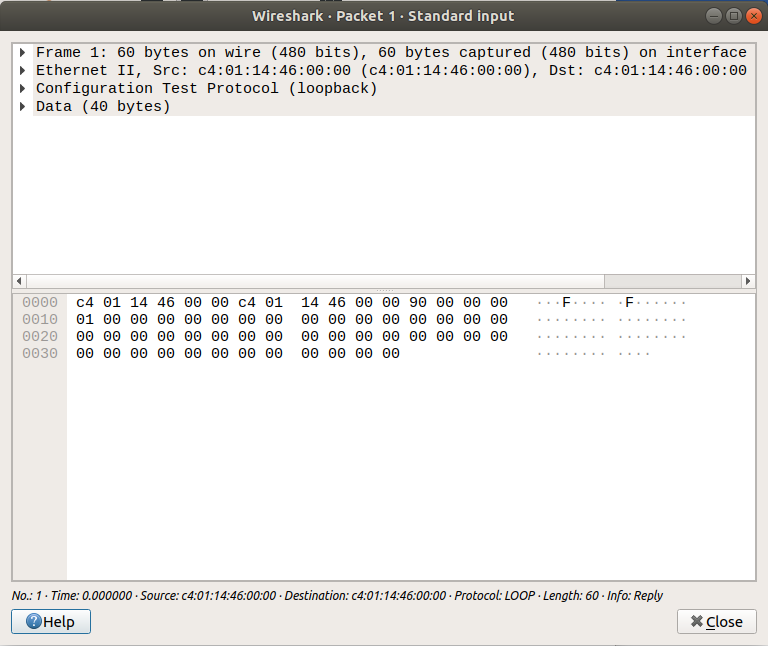 Wireshark · Packet 1 · Standard input
Frame 1: 60 bytes on wire (480 bits), 60 bytes captured (480 bits) on interface
Ethernet II, Src: c4:01:14:46:00:00 (c4:01:14:46:00:00), Dst: c4:01:14:46:00:00
Configuration Test Protocol (loopback)
Data (40 bytes)
0000 c4 01 14 46 00 00 c4 01 14 46 00 00 90 00 00 00 ···F···· ·F······
0010 01 00 00 00 00 00 00 00 00 00 00 00 00 00 00 00 ········ ········
0020 00 00 00 00 00 00 00 00 00 00 00 00 00 00 00 00 ········ ········
0030 00 00 00 00 00 00 00 00 00 00 00 00 ········ ····
No.: 1 · Time: 0.000000 · Source: c4:01:14:46:00:00 · Destination: c4:01:14:46:00:00 · Protocol: LOOP · Length: 60 · Info: Reply
Help Close